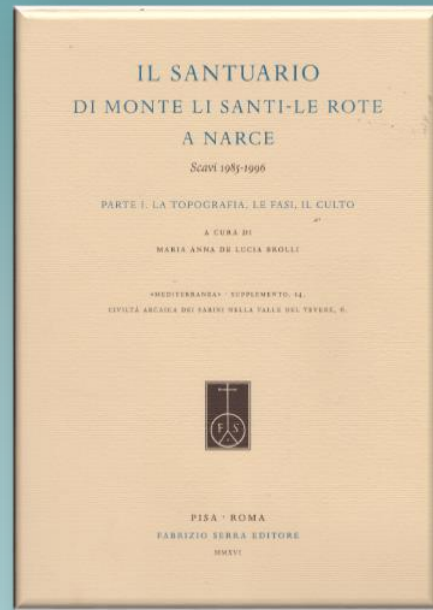 IL SANTUARIO
DI MONTE LI SANTI-LE ROTE
A NARCE
Scavi 1985-1996
PARTE I. LA TOPOGRAFIA, LE FASI, IL CULTO
A CURA DI
MARIA ANNA DE LUCIA BROLLI
«MEDITERRANEA» · SUPPLEMENTO, 14.
CIVILTÀ ARCAICA DEI SABINI NELLA VALLE DEL TEVERE, 6.
F S
PISA · ROMA
FABRIZIO SERRA EDITORE
MMXVI